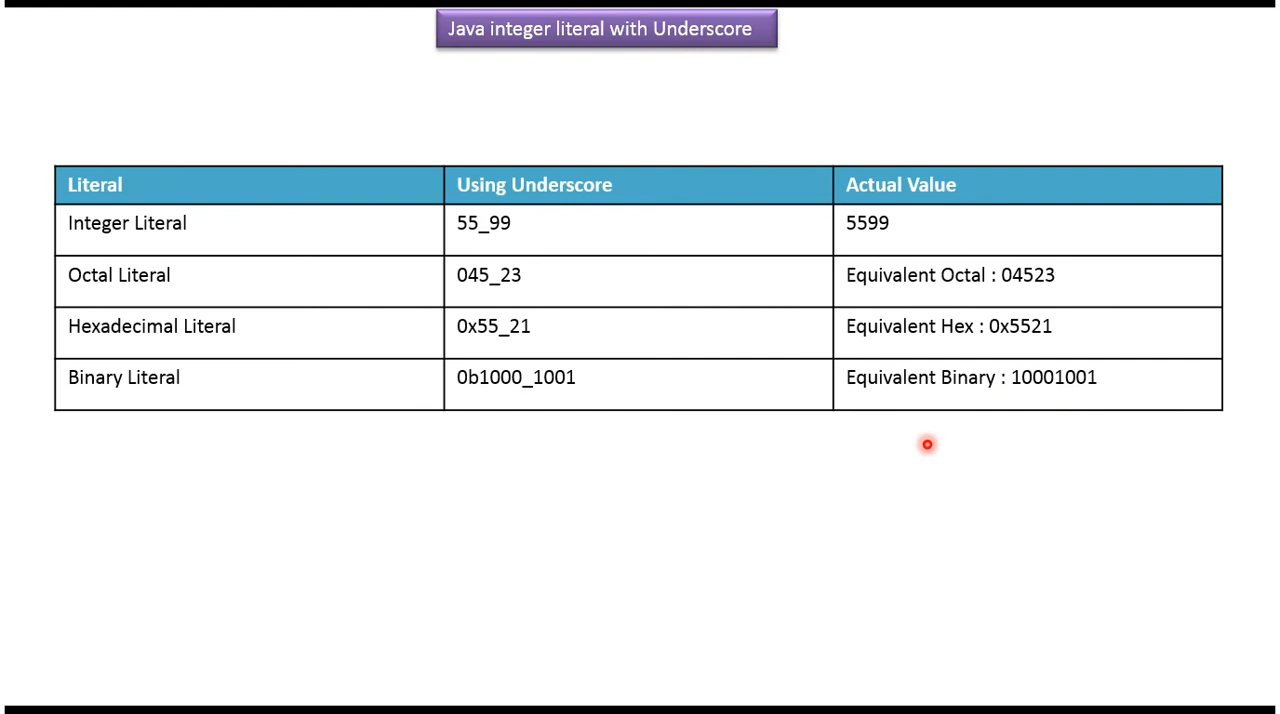 Java integer literal with Underscore
Literal Using Underscore Actual Value
Integer Literal 55_99 5599
Octal Literal 045_23 Equivalent Octal : 04523
Hexadecimal Literal 0x55_21 Equivalent Hex : 0x5521
Binary Literal 0b1000_1001 Equivalent Binary : 10001001